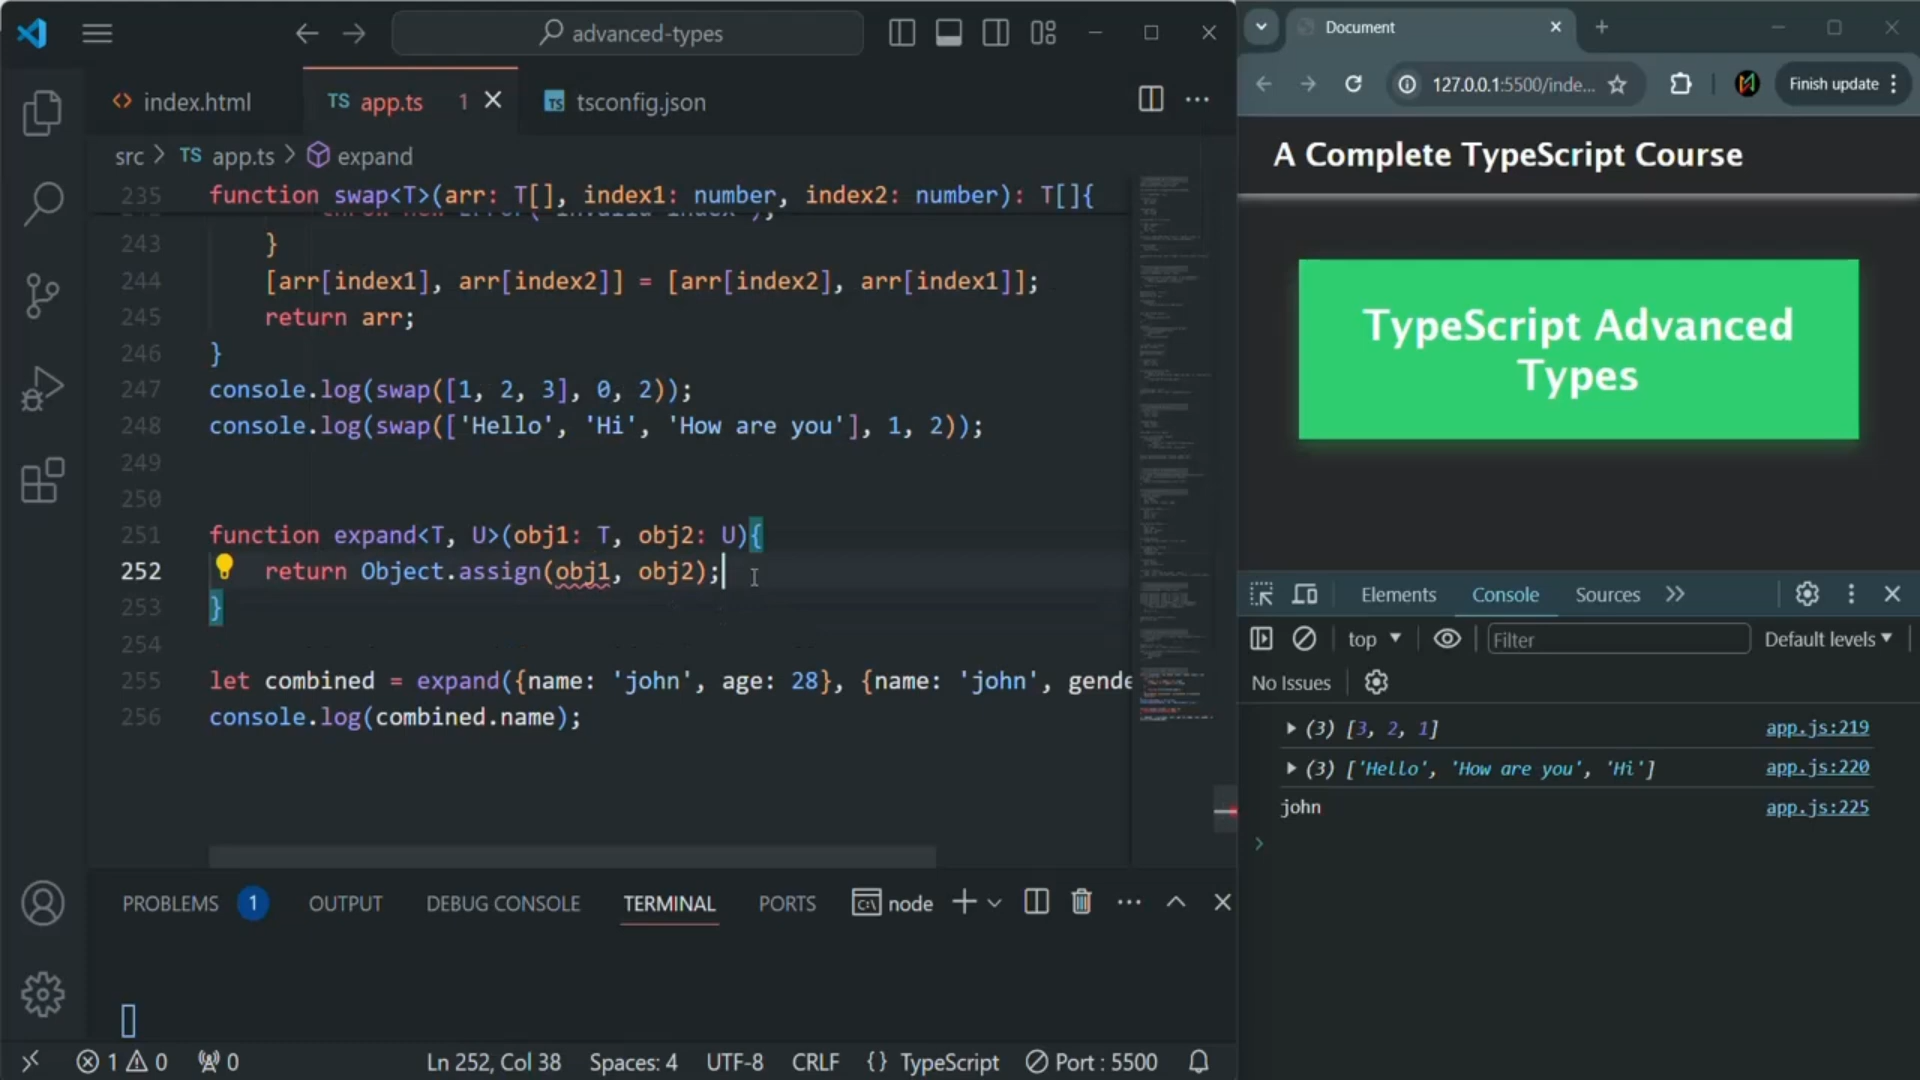 advanced-types
index.html
TS app.ts 1
TS tsconfig.json
src > TS app.ts > expand
235 function swap<T>(arr: T[], index1: number, index2: number): T[]{
243 }
244 [arr[index1], arr[index2]] = [arr[index2], arr[index1]];
245 return arr;
246 }
247 console.log(swap([1, 2, 3], 0, 2));
248 console.log(swap(['Hello', 'Hi', 'How are you'], 1, 2));
249
250
251 function expand<T, U>(obj1: T, obj2: U){
252 return Object.assign(obj1, obj2);
253 }
254
255 let combined = expand({name: 'john', age: 28}, {name: 'john', gende
256 console.log(combined.name);
PROBLEMS 1 OUTPUT DEBUG CONSOLE TERMINAL PORTS node
1 0 0 Ln 252, Col 38 Spaces: 4 UTF-8 CRLF {} TypeScript Port : 5500
Document
127.0.0.1:5500/inde... Finish update
A Complete TypeScript Course
TypeScript Advanced
Types
Elements Console Sources
top Filter Default levels
No Issues
(3) [3, 2, 1] app.js:219
(3) ['Hello', 'How are you', 'Hi'] app.js:220
john app.js:225